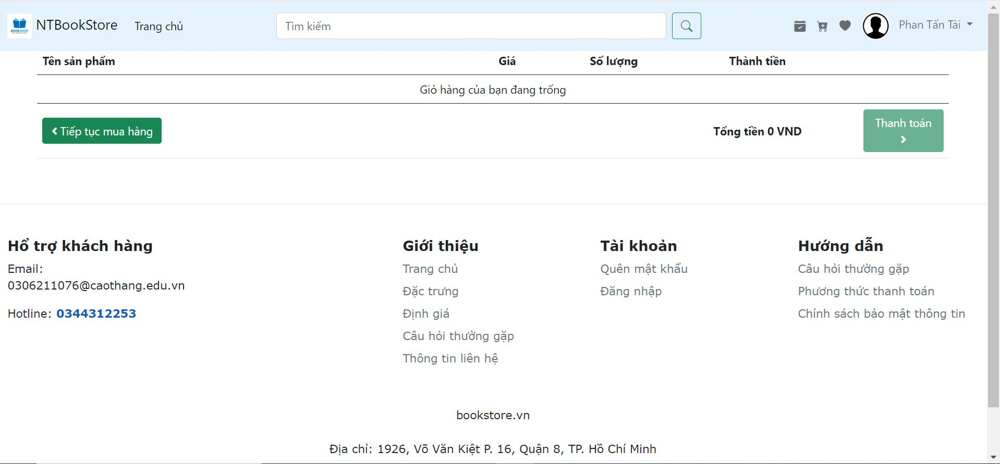 BOOKSHOP
NTBookStore
Trang chủ
Tìm kiếm
Phan Tấn Tài
Tên sản phẩm
Giá
Số lượng
Thành tiền
Giỏ hàng của bạn đang trống
Tiếp tục mua hàng
Tổng tiền 0 VND
Thanh toán
Hổ trợ khách hàng
Email:
0306211076@caothang.edu.vn
Hotline: 0344312253
Giới thiệu
Trang chủ
Đặc trưng
Định giá
Câu hỏi thường gặp
Thông tin liên hệ
Tài khoản
Quên mật khẩu
Đăng nhập
Hướng dẫn
Câu hỏi thường gặp
Phương thức thanh toán
Chính sách bảo mật thông tin
bookstore.vn
Địa chỉ: 1926, Võ Văn Kiệt P. 16, Quận 8, TP. Hồ Chí Minh